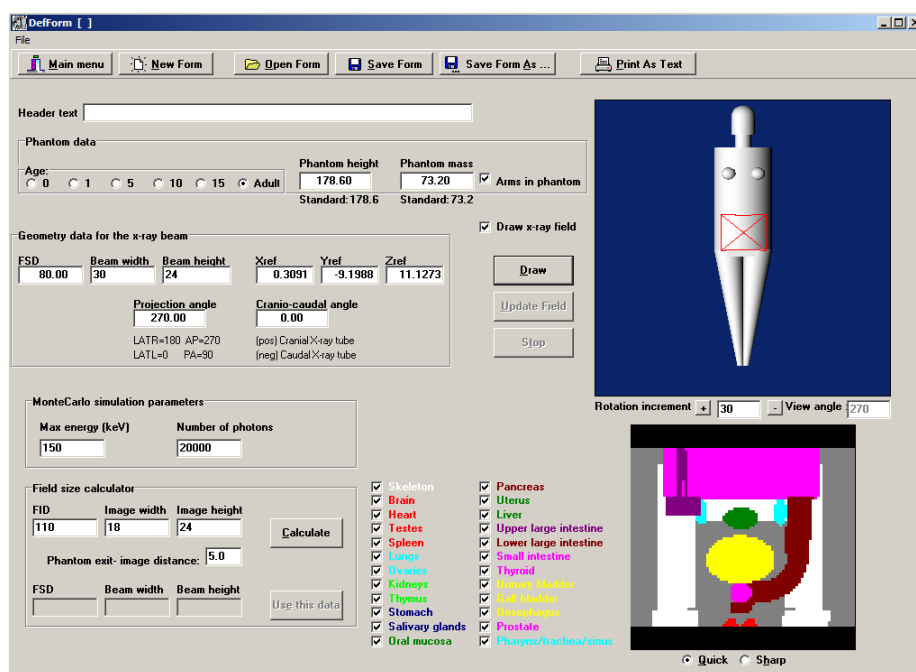 DefForm [ ]
File
Main menu New Form Open Form Save Form Save Form As ... Print As Text
Header text
Phantom data
Age:
0 1 5 10 15 Adult
Phantom height Phantom mass
178.60 73.20 Arms in phantom
Standard: 178.6 Standard: 73.2
Draw x-ray field
Geometry data for the x-ray beam
FSD Beam width Beam height Xref Yref Zref
80.00 30 24 0.3091 -9.1988 11.1273
Draw
Projection angle Cranio-caudal angle
270.00 0.00
Update Field
LATR=180 AP=270 (pos) Cranial X-ray tube
LATL=0 PA=90 (neg) Caudal X-ray tube
Stop
Rotation increment + 30 - View angle : 270
MonteCarlo simulation parameters
Max energy (keV) Number of photons
150 20000
Field size calculator
FID Image width Image height
110 18 24
Calculate
Phantom exit- image distance: 5.0
FSD Beam width Beam height
Use this data
Skeleton Pancreas
Brain Uterus
Heart Liver
Testes Upper large intestine
Spleen Lower large intestine
Lungs Small intestine
Ovaries Thyroid
Kidneys Urinary bladder
Thymus Gall bladder
Stomach Oesophagus
Salivary glands Prostate
Oral mucosa Pharynx/trachea/sinus
Quick Sharp